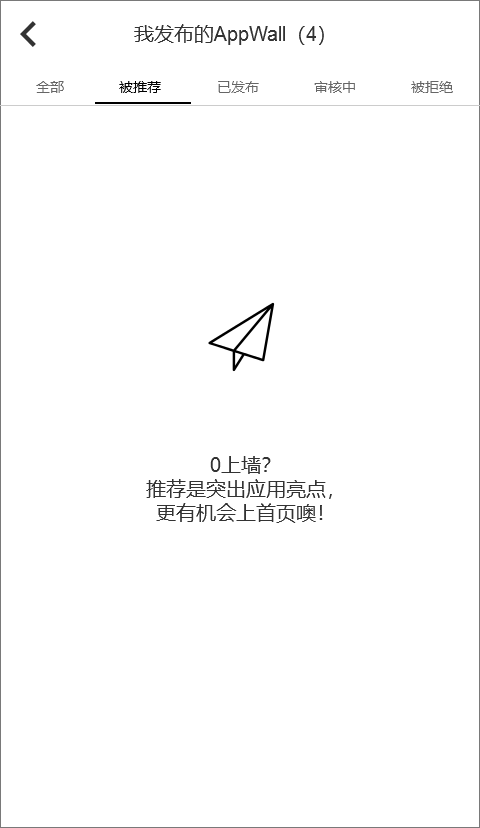 我发布的AppWall（4）
全部 被推荐 已发布 审核中 被拒绝
0上墙？
推荐是突出应用亮点，
更有机会上首页噢！